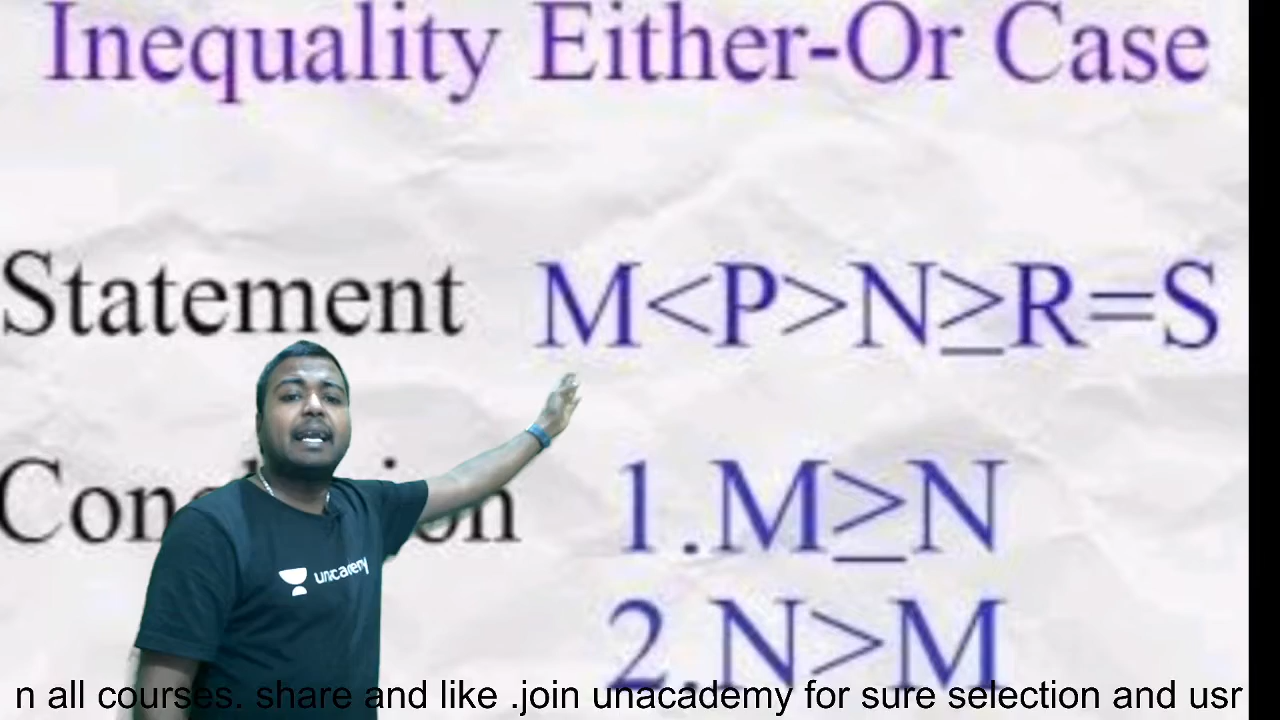 Inequality Either-Or Case
Statement M<P>N≥R=S
1.M≥N
2.N>M
unacademy
n all courses. share and like .join unacademy for sure selection and usr